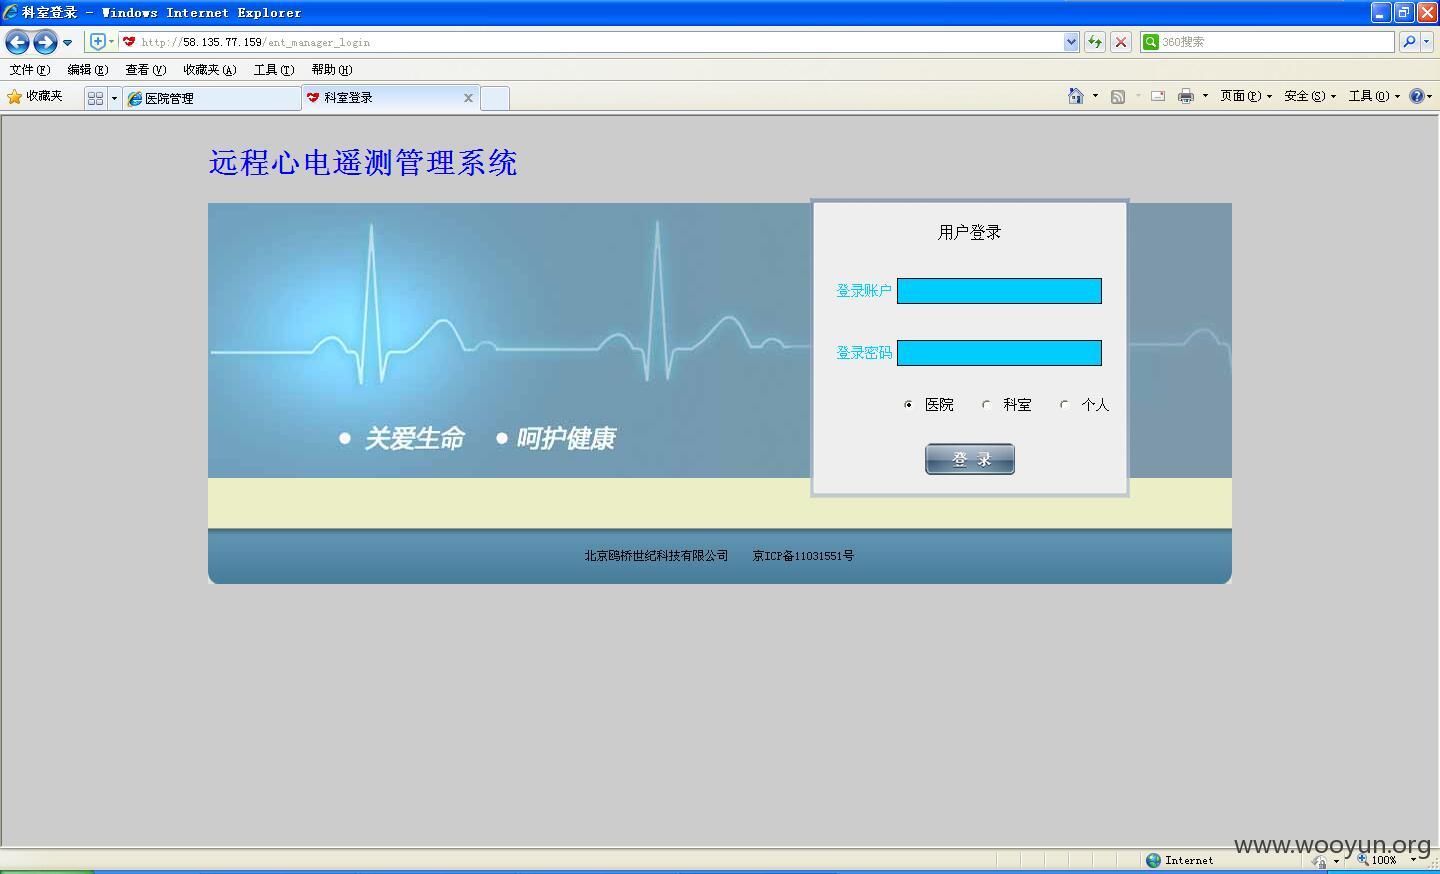 科室登录 - Windows Internet Explorer
http://58.135.77.159/ent_manager_login
360搜索
文件(F) 编辑(E) 查看(V) 收藏夹(A) 工具(T) 帮助(H)
收藏夹 医院管理 科室登录 页面(P) 安全(S) 工具(O)
远程心电遥测管理系统
用户登录
登录账户
登录密码
医院 科室 个人
登 录
● 关爱生命 ● 呵护健康
北京鸥桥世纪科技有限公司 京ICP备11031551号
www.wooyun.org
Internet 100%